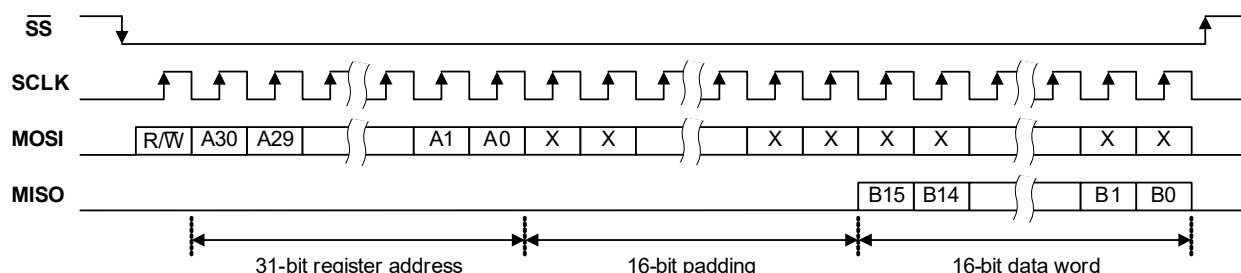 SS
SCLK
MOSI R/W A30 A29 A1 A0 X X X X X X X X
MISO B15 B14 B1 B0
31-bit register address 16-bit padding 16-bit data word